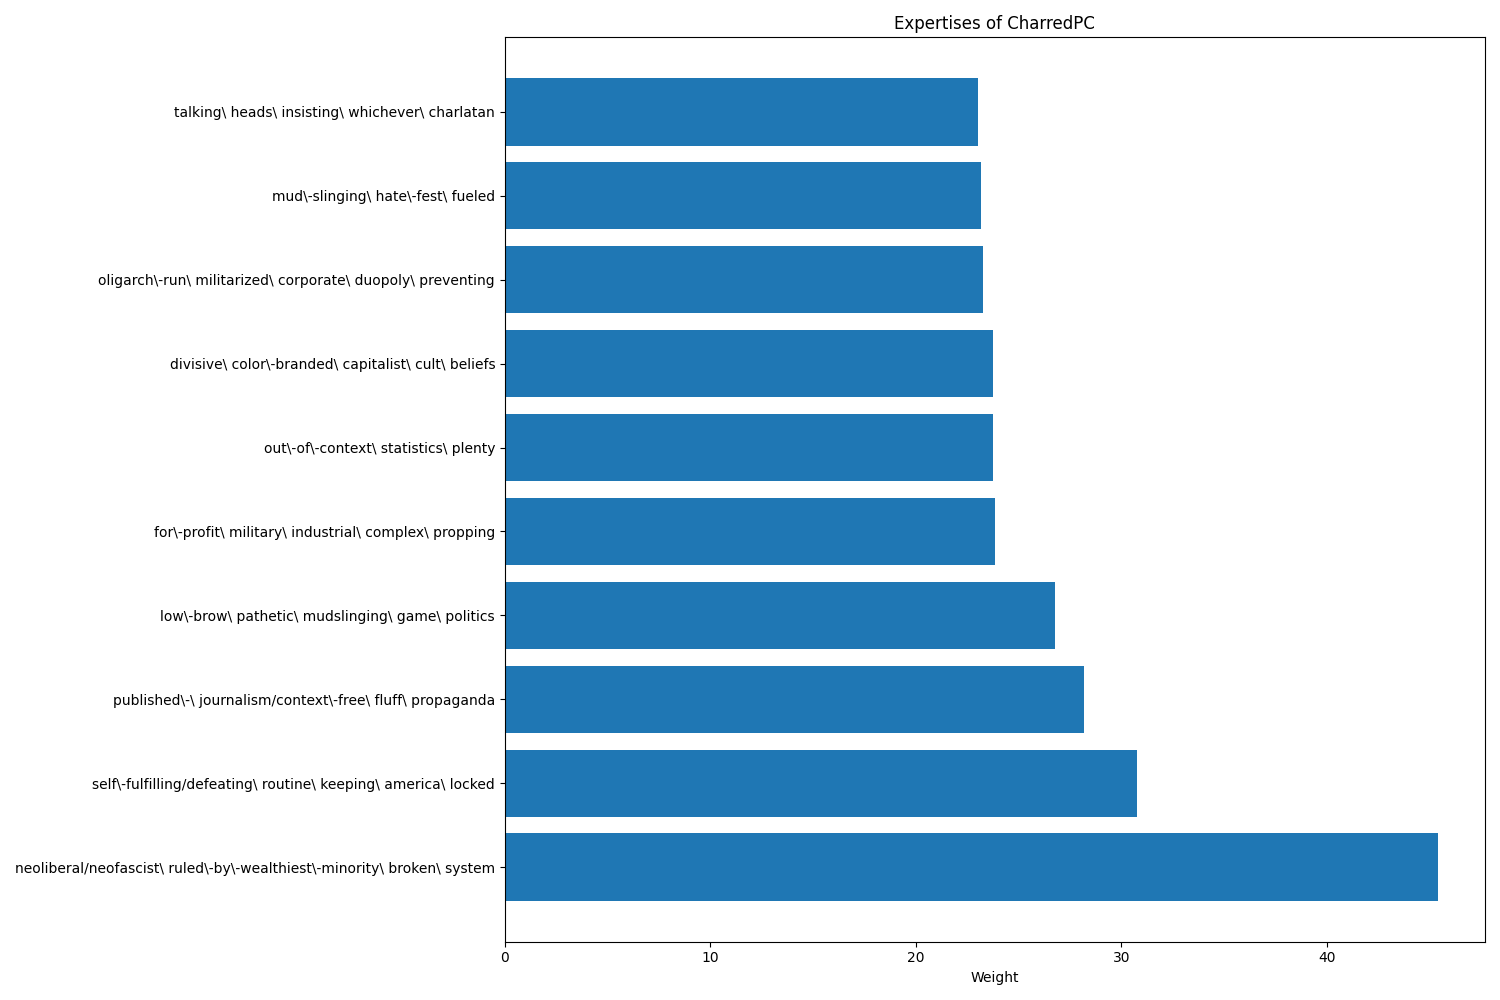 Expertises of CharredPC
talking\ heads\ insisting\ whichever\ charlatan
mud\-slinging\ hate\-fest\ fueled
oligarch\-run\ militarized\ corporate\ duopoly\ preventing
divisive\ color\-branded\ capitalist\ cult\ beliefs
out\-of\-context\ statistics\ plenty
for\-profit\ military\ industrial\ complex\ propping
low\-brow\ pathetic\ mudslinging\ game\ politics
published\-\ journalism/context\-free\ fluff\ propaganda
self\-fulfilling/defeating\ routine\ keeping\ america\ locked
neoliberal/neofascist\ ruled\-by\-wealthiest\-minority\ broken\ system
0 10 20 30 40
Weight